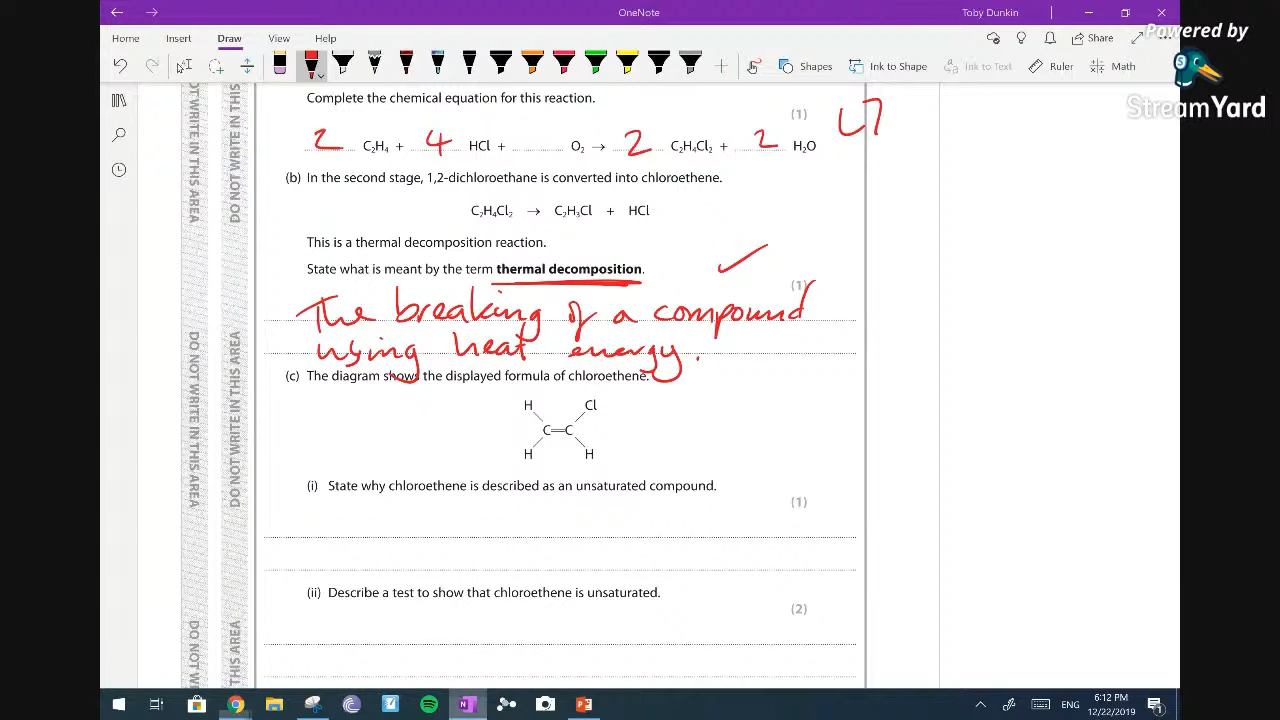 OneNote
Toby Dunkin
Powered by
StreamYard
Home Insert Draw View Help
Share
Shapes Ink to Shape Ink to Text Ruler Math
Complete the chemical equation for this reaction.
(1)
2 C₂H₄ + 4 HCl + ............ O₂ → 2 C₂H₄Cl₂ + 2 H₂O
(b) In the second stage, 1,2-dichloroethane is converted into chloroethene.
C₂H₄Cl₂ → C₂H₃Cl + HCl
This is a thermal decomposition reaction.
State what is meant by the term thermal decomposition.
(1)
The breaking of a compound
using heat energy.
(c) The diagram shows the displayed formula of chloroethene.
H Cl
C=C
H H
(i) State why chloroethene is described as an unsaturated compound.
(1)
(ii) Describe a test to show that chloroethene is unsaturated.
(2)
DO NOT WRITE IN THIS AREA
DO NOT WRITE IN THIS AREA
6:12 PM
ENG
12/22/2019